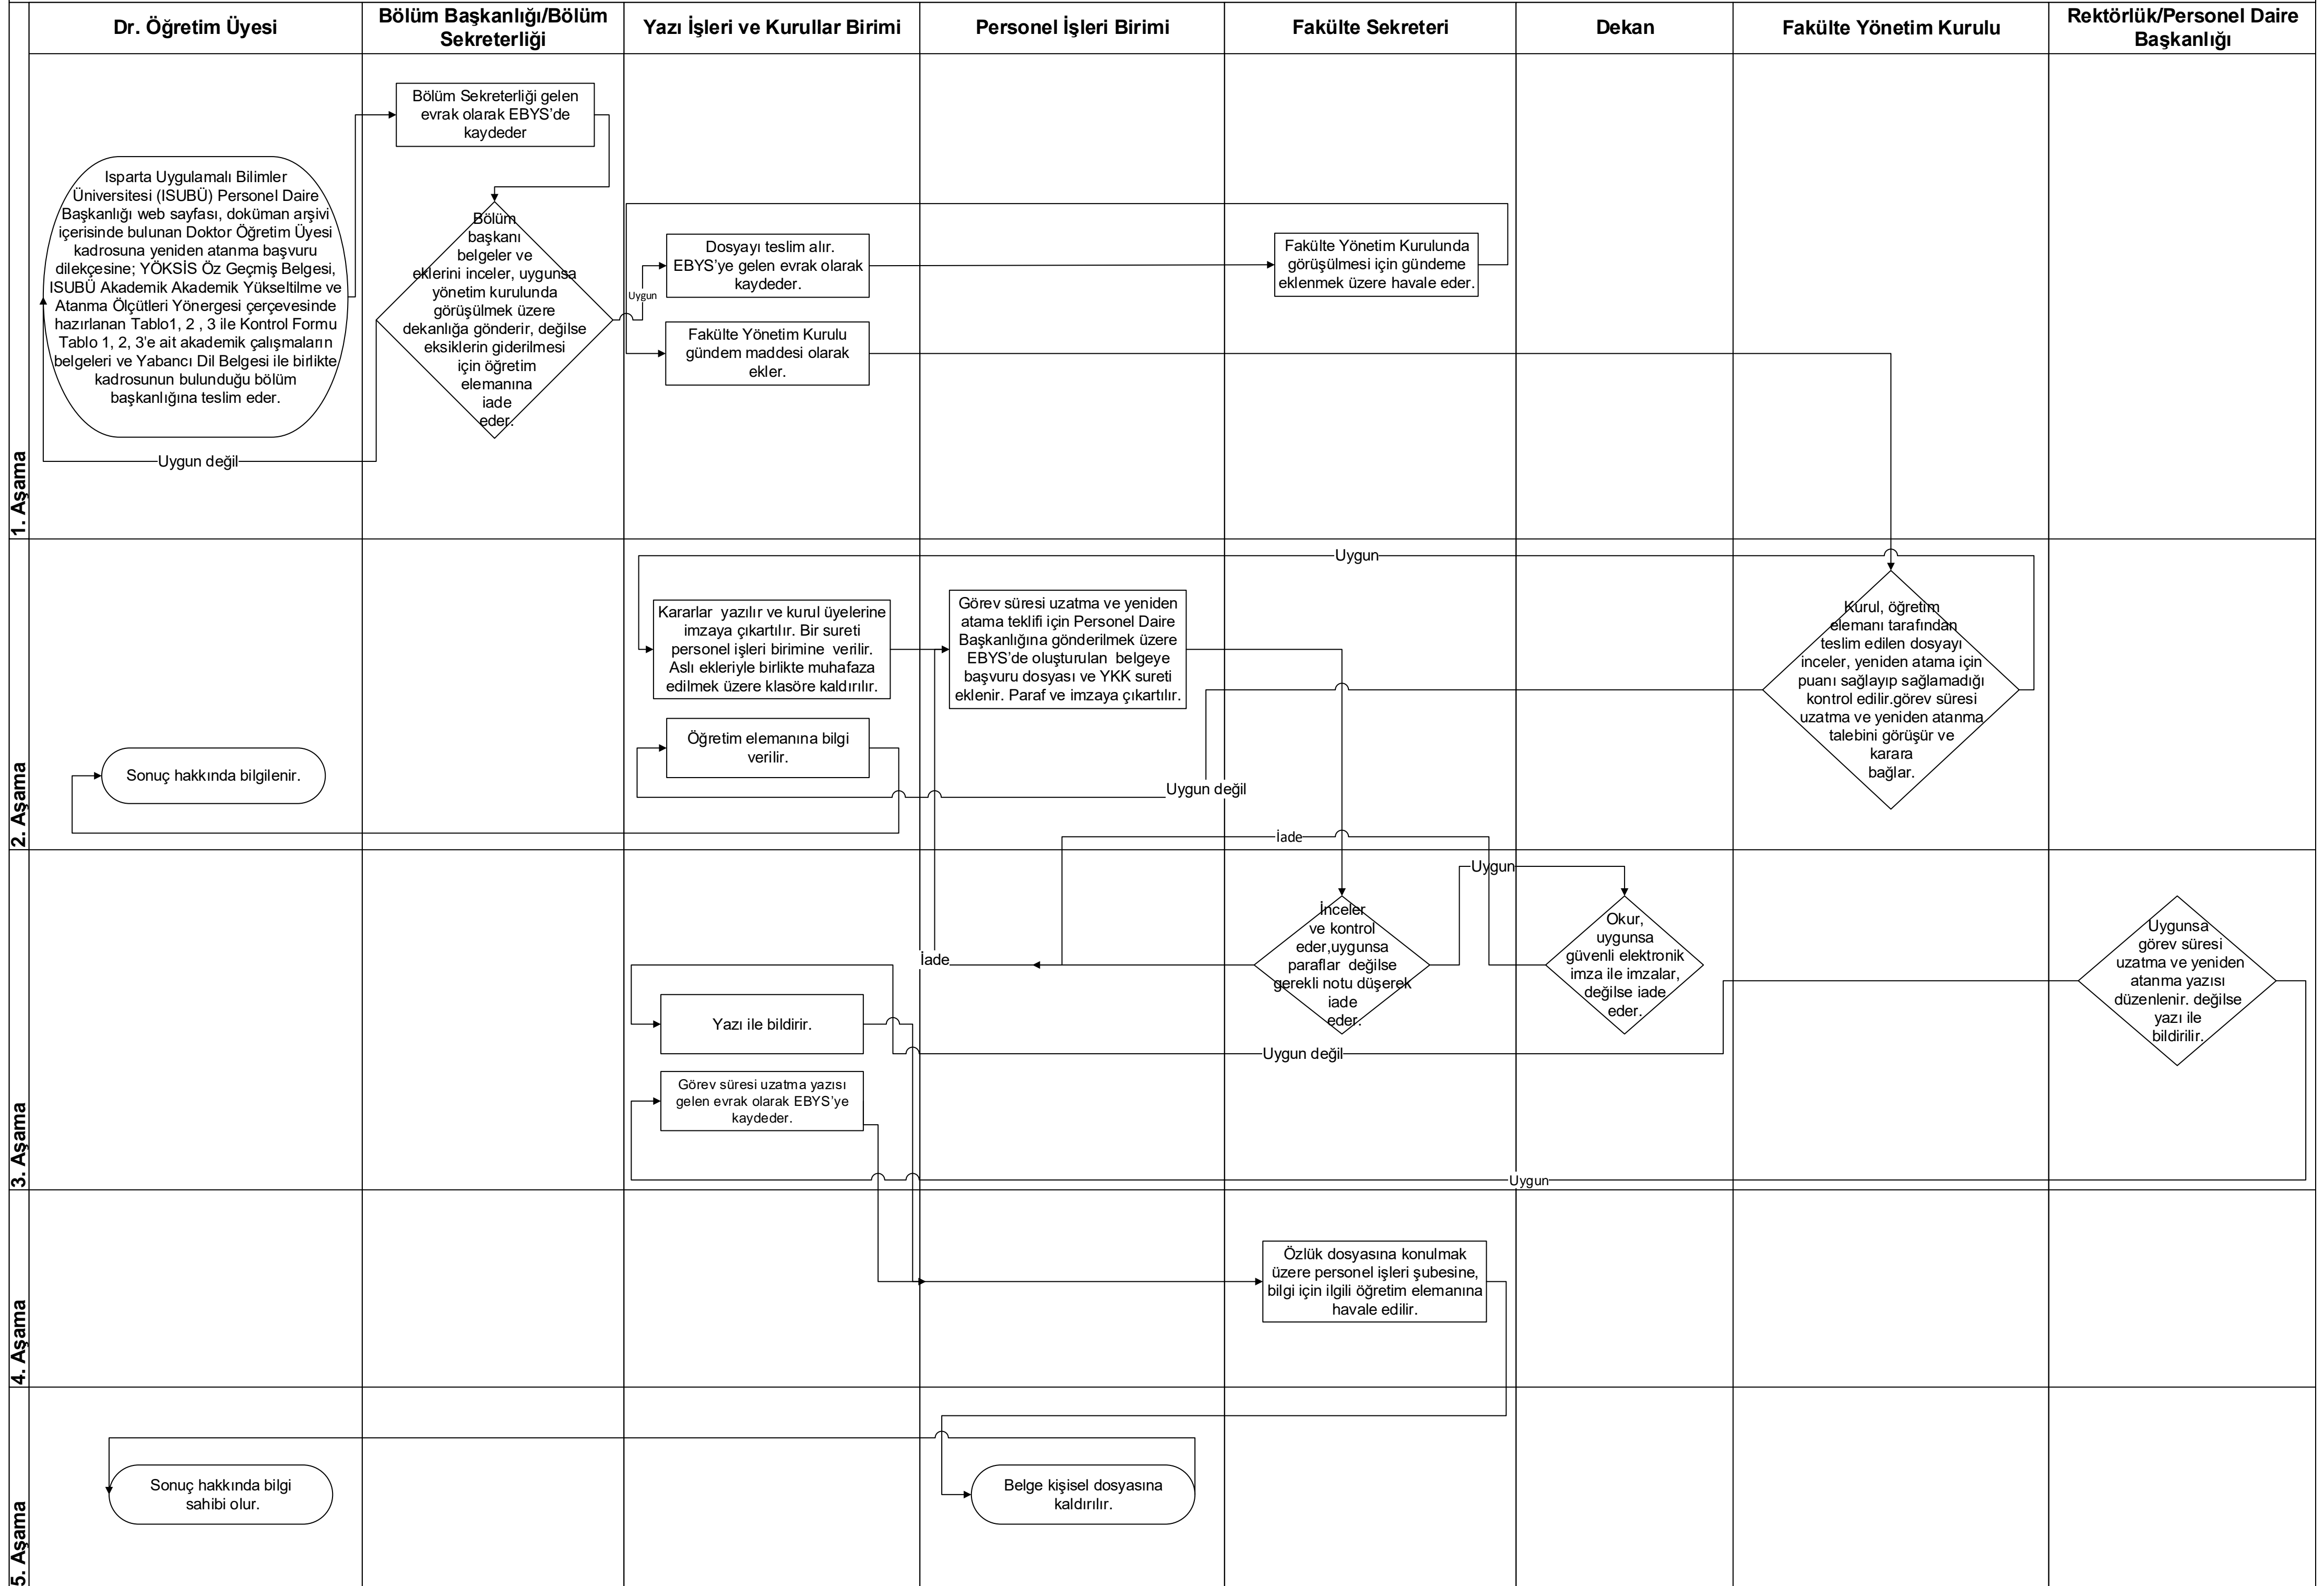 Dr. Öğretim Üyesi
Bölüm Başkanlığı/Bölüm
Sekreterliği
Yazı İşleri ve Kurullar Birimi
Personel İşleri Birimi
Fakülte Sekreteri
Dekan
Fakülte Yönetim Kurulu
Rektörlük/Personel Daire
Başkanlığı
1. Aşama
Isparta Uygulamalı Bilimler
Üniversitesi (ISUBÜ) Personel Daire
Başkanlığı web sayfası, doküman arşivi
içerisinde bulunan Doktor Öğretim Üyesi
kadrosuna yeniden atanma başvuru
dilekçesine; YÖKSİS Öz Geçmiş Belgesi,
ISUBÜ Akademik Akademik Yükseltilme ve
Atanma Ölçütleri Yönergesi çerçevesinde
hazırlanan Tablo1, 2 , 3 ile Kontrol Formu
Tablo 1, 2, 3'e ait akademik çalışmaların
belgeleri ve Yabancı Dil Belgesi ile birlikte
kadrosunun bulunduğu bölüm
başkanlığına teslim eder.
Bölüm Sekreterliği gelen
evrak olarak EBYS’de
kaydeder
Bölüm
başkanı
belgeler ve
eklerini inceler, uygunsa
yönetim kurulunda
görüşülmek üzere
dekanlığa gönderir, değilse
eksiklerin giderilmesi
için öğretim
elemanına
iade
eder.
Uygun değil
Uygun
Dosyayı teslim alır.
EBYS’ye gelen evrak olarak
kaydeder.
Fakülte Yönetim Kurulu
gündem maddesi olarak
ekler.
Fakülte Yönetim Kurulunda
görüşülmesi için gündeme
eklenmek üzere havale eder.
2. Aşama
Uygun
Kararlar  yazılır ve kurul üyelerine
imzaya çıkartılır. Bir sureti
personel işleri birimine  verilir.
Aslı ekleriyle birlikte muhafaza
edilmek üzere klasöre kaldırılır.
Görev süresi uzatma ve yeniden
atama teklifi için Personel Daire
Başkanlığına gönderilmek üzere
EBYS’de oluşturulan  belgeye
başvuru dosyası ve YKK sureti
eklenir. Paraf ve imzaya çıkartılır.
Kurul, öğretim
elemanı tarafından
teslim edilen dosyayı
inceler, yeniden atama için
puanı sağlayıp sağlamadığı
kontrol edilir.görev süresi
uzatma ve yeniden atanma
talebini görüşür ve
karara
bağlar.
Öğretim elemanına bilgi
verilir.
Sonuç hakkında bilgilenir.
Uygun değil
İade
3. Aşama
Uygun
İnceler
ve kontrol
eder,uygunsa
paraflar  değilse
gerekli notu düşerek
iade
eder.
Okur,
uygunsa
güvenli elektronik
imza ile imzalar,
değilse iade
eder.
Uygunsa
görev süresi
uzatma ve yeniden
atanma yazısı
düzenlenir. değilse
yazı ile
bildirilir.
İade
Yazı ile bildirir.
Uygun değil
Görev süresi uzatma yazısı
gelen evrak olarak EBYS’ye
kaydeder.
Uygun
4. Aşama
Özlük dosyasına konulmak
üzere personel işleri şubesine,
bilgi için ilgili öğretim elemanına
havale edilir.
5. Aşama
Sonuç hakkında bilgi
sahibi olur.
Belge kişisel dosyasına
kaldırılır.